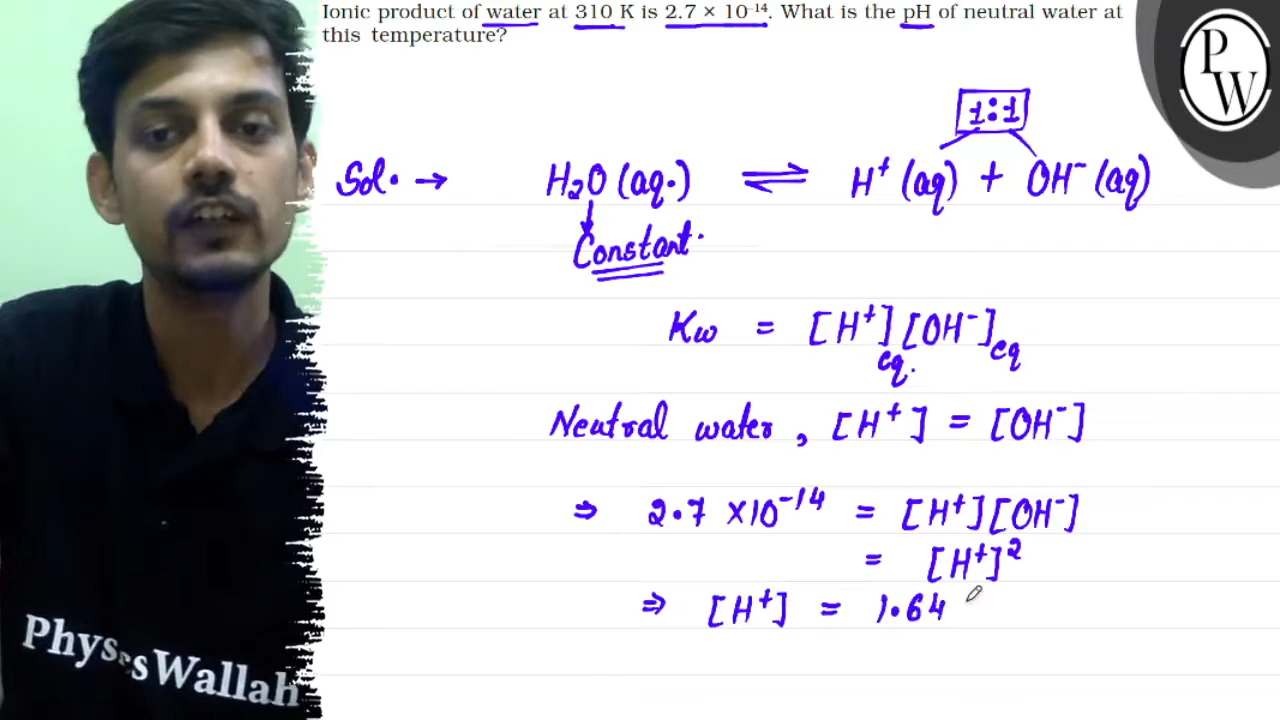 Ionic product of water at 310 K is 2.7 × 10⁻¹⁴. What is the pH of neutral water at
this temperature?
PW
1:1
Sol. → H₂O (aq.) ⇌ H⁺ (aq) + OH⁻ (aq)
Constant.
Kw = [H⁺]eq. [OH⁻]eq
Neutral water, [H⁺] = [OH⁻]
⇒ 2.7 ×10⁻¹⁴ = [H⁺][OH⁻]
= [H⁺]²
⇒ [H⁺] = 1.64
PhysicsWallah